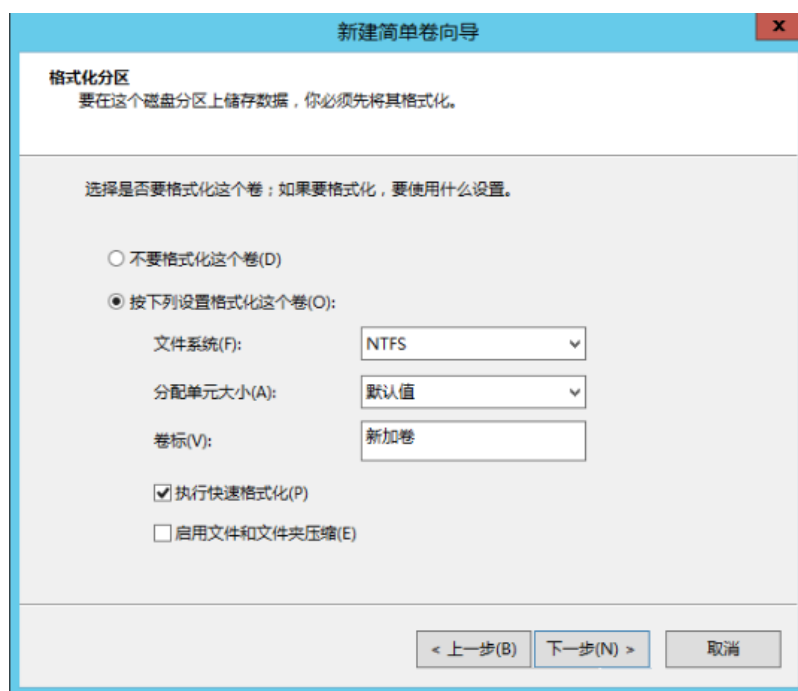 新建简单卷向导
x
格式化分区
要在这个磁盘分区上储存数据，你必须先将其格式化。
选择是否要格式化这个卷；如果要格式化，要使用什么设置。
不要格式化这个卷(D)
按下列设置格式化这个卷(O):
文件系统(F): NTFS
分配单元大小(A): 默认值
卷标(V): 新加卷
执行快速格式化(P)
启用文件和文件夹压缩(E)
< 上一步(B) 下一步(N) > 取消